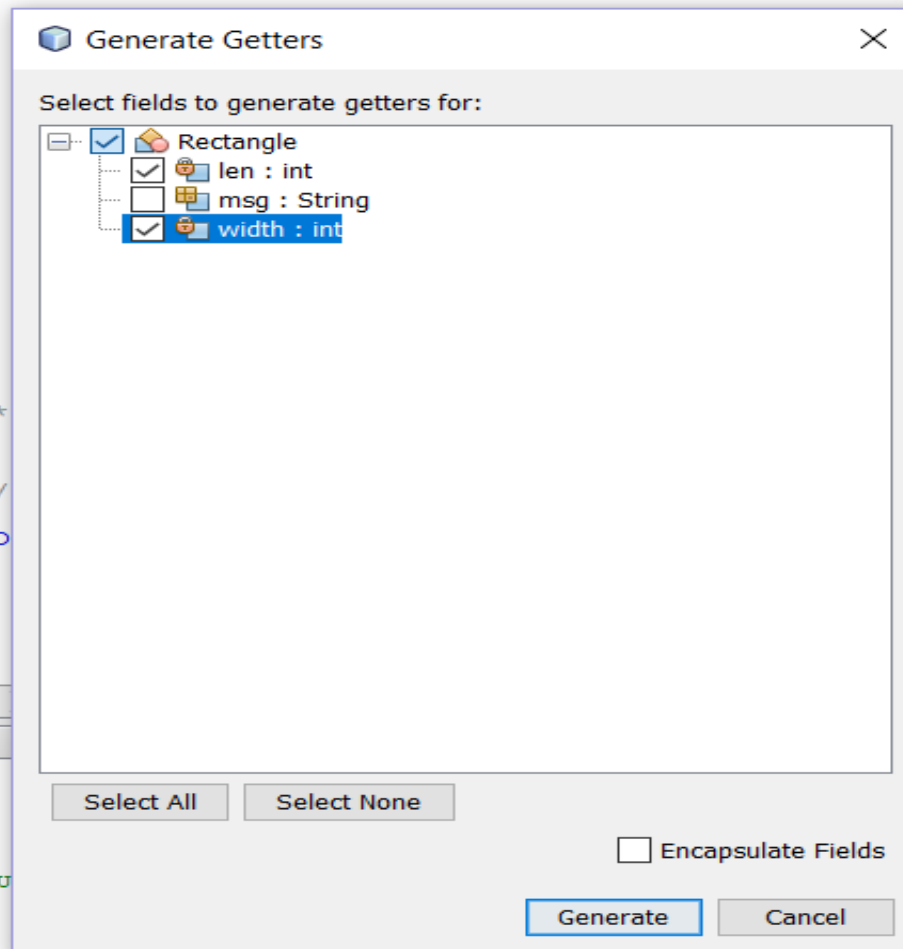 Generate Getters
Select fields to generate getters for:
Rectangle
len : int
msg : String
width : int
Select All Select None
Encapsulate Fields
Generate Cancel